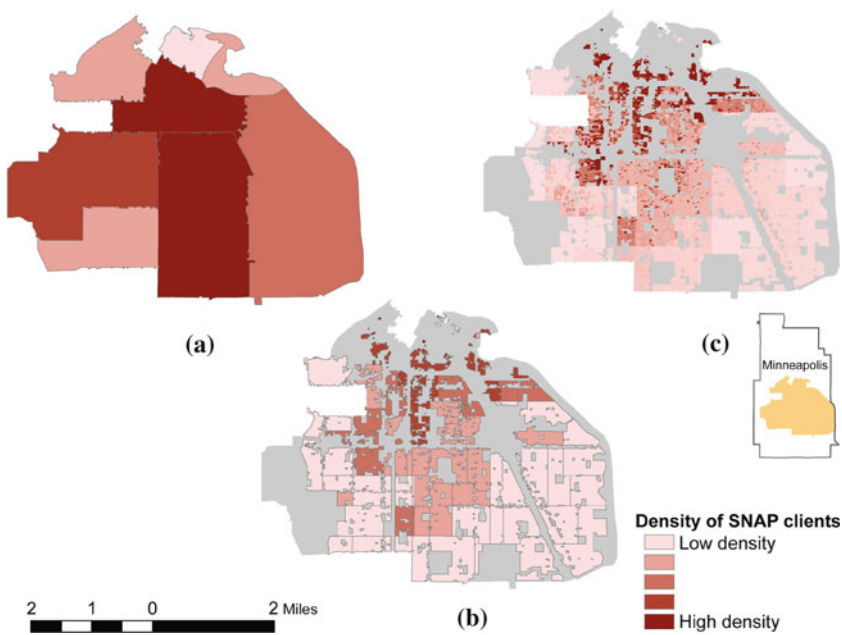 (a)
(c)
Minneapolis
(b)
Density of SNAP clients
Low density
High density
2 1 0 2 Miles